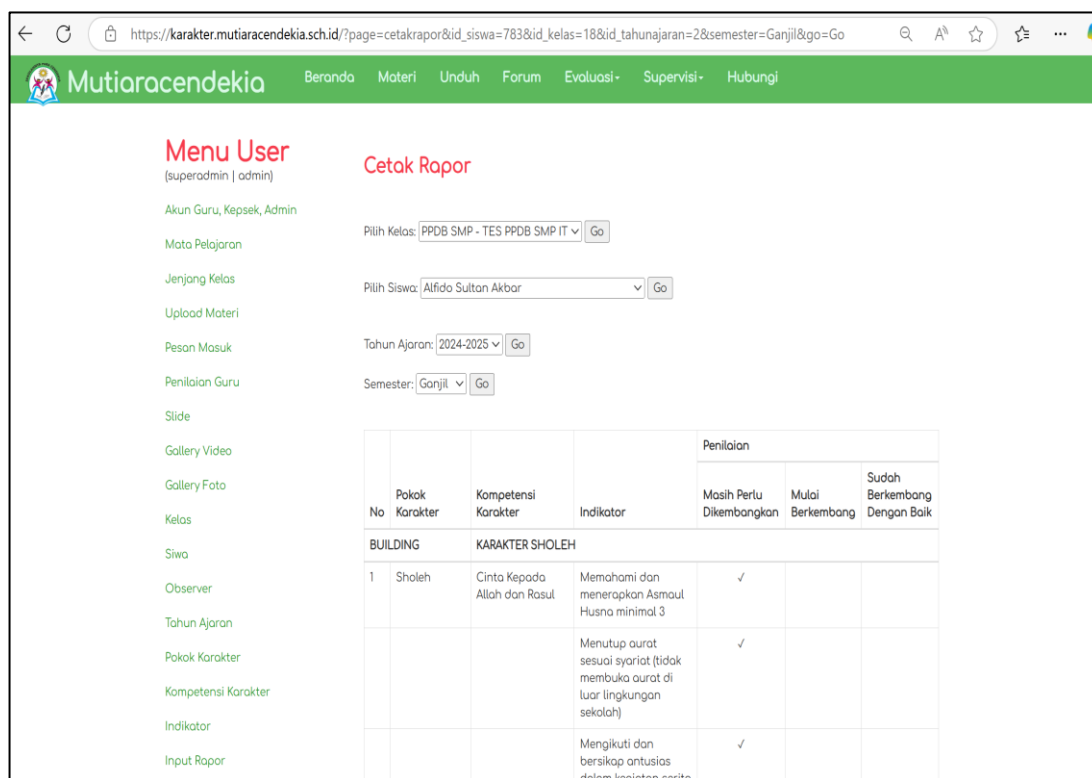 https://karakter.mutiaracendekia.sch.id/?page=cetakrapor&id_siswa=783&id_kelas=18&id_tahunajaran=2&semester=Ganjil&go=Go
Mutiaracendekia
Beranda Materi Unduh Forum Evaluasi Supervisi Hubungi
Menu User
(superadmin | admin)
Akun Guru, Kepsek, Admin
Mata Pelajaran
Jenjang Kelas
Upload Materi
Pesan Masuk
Penilaian Guru
Slide
Gallery Video
Gallery Foto
Kelas
Siwa
Observer
Tahun Ajaran
Pokok Karakter
Kompetensi Karakter
Indikator
Input Rapor
Cetak Rapor
Pilih Kelas: PPDB SMP - TES PPDB SMP IT Go
Pilih Siswa: Alfido Sultan Akbar Go
Tahun Ajaran: 2024-2025 Go
Semester: Ganjil Go
No
Pokok
Karakter
Kompetensi
Karakter
Indikator
Penilaian
Masih Perlu
Dikembangkan
Mulai
Berkembang
Sudah
Berkembang
Dengan Baik
BUILDING KARAKTER SHOLEH
1 Sholeh
Cinta Kepada
Allah dan Rasul
Memahami dan
menerapkan Asmaul
Husna minimal 3
√
Menutup aurat
sesuai syariat (tidak
membuka aurat di
luar lingkungan
sekolah)
√
Mengikuti dan
bersikap antusias
dalam kegiatan cerita
√